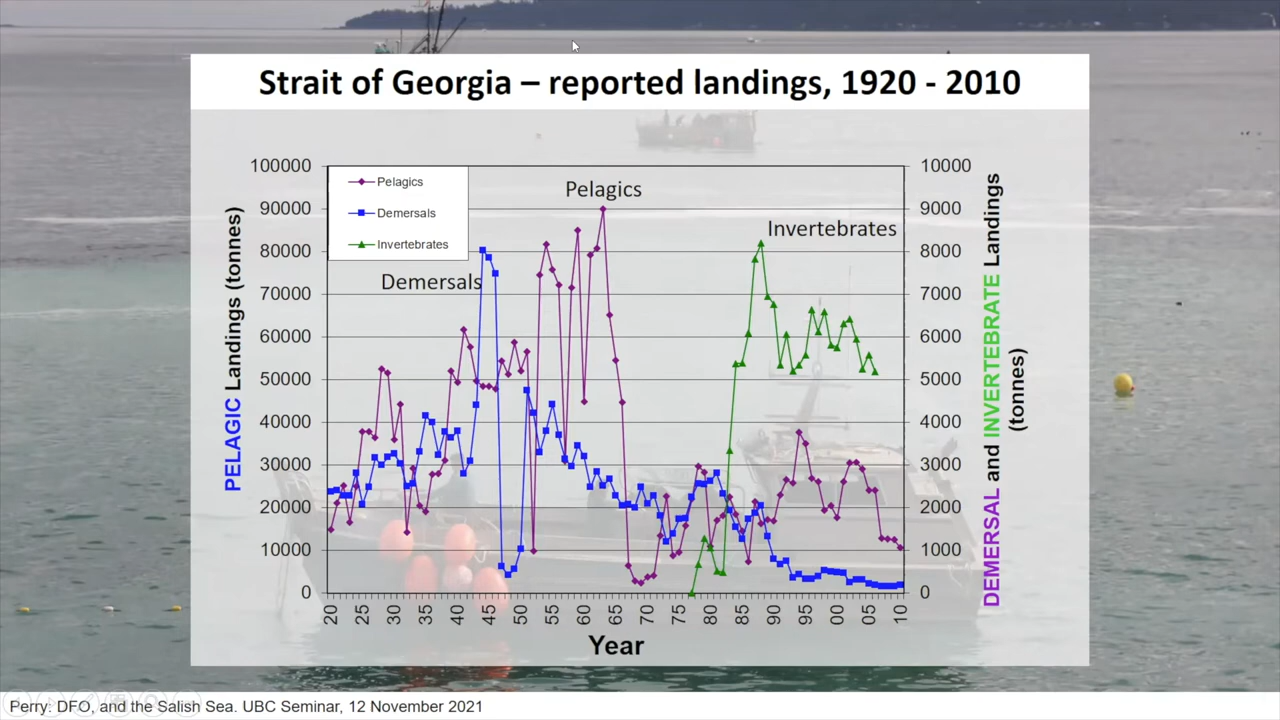 Strait of Georgia – reported landings, 1920 - 2010
100000
90000
80000
70000
60000
50000
40000
30000
20000
10000
0
PELAGIC Landings (tonnes)
Pelagics
Demersals
Invertebrates
Demersals
Pelagics
Invertebrates
10000
9000
8000
7000
6000
5000
4000
3000
2000
1000
0
DEMERSAL and INVERTEBRATE Landings
(tonnes)
20 25 30 35 40 45 50 55 60 65 70 75 80 85 90 95 00 05 10
Year
Perry: DFO, and the Salish Sea. UBC Seminar, 12 November 2021